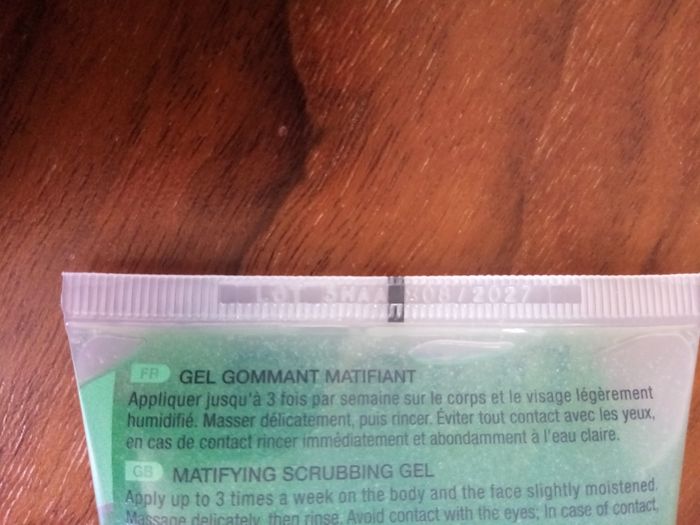 08/2027
FR GEL GOMMANT MATIFIANT
Appliquer jusqu'à 3 fois par semaine sur le corps et le visage légèrement
humidifié. Masser délicatement, puis rincer. Éviter tout contact avec les yeux,
en cas de contact rincer immédiatement et abondamment à l'eau claire.
GB MATIFYING SCRUBBING GEL
Apply up to 3 times a week on the body and the face slightly moistened.
Massage delicately, then rinse. Avoid contact with the eyes; In case of contact,